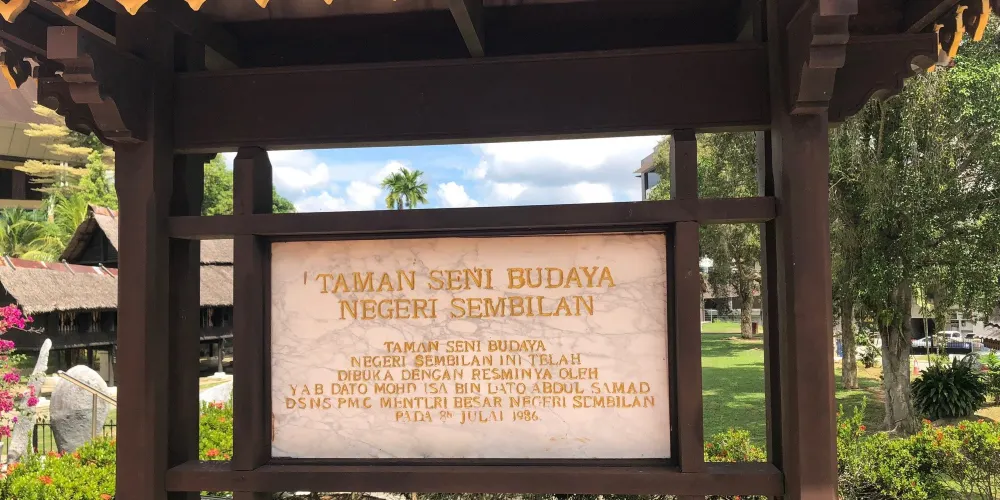 TAMAN SENI BUDAYA
NEGERI SEMBILAN
TAMAN SENI BUDAYA
NEGERI SEMBILAN INI TELAH
DIBUKA DENGAN RESMINYA OLEH
YAB DATO MOHD ISA BIN DATO ABDUL SAMAD
DSNS PMC MENTERI BESAR NEGERI SEMBILAN
PADA JULAI 1986